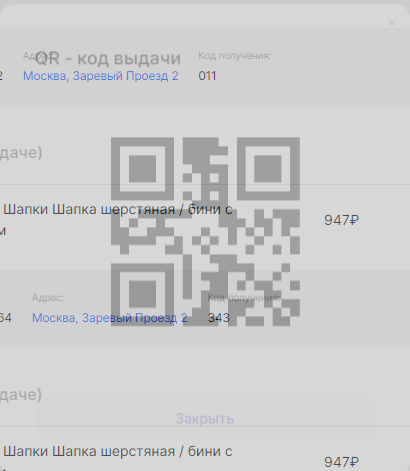 Адрес:
Код получения:
QR - код выдачи
2
Москва, Заревый Проезд 2
011
даче)
Шапки Шапка шерстяная / бини с
м
947₽
Адрес:
Код получения:
64
Москва, Заревый Проезд 2
343
даче)
Закрыть
Шапки Шапка шерстяная / бини с
947₽